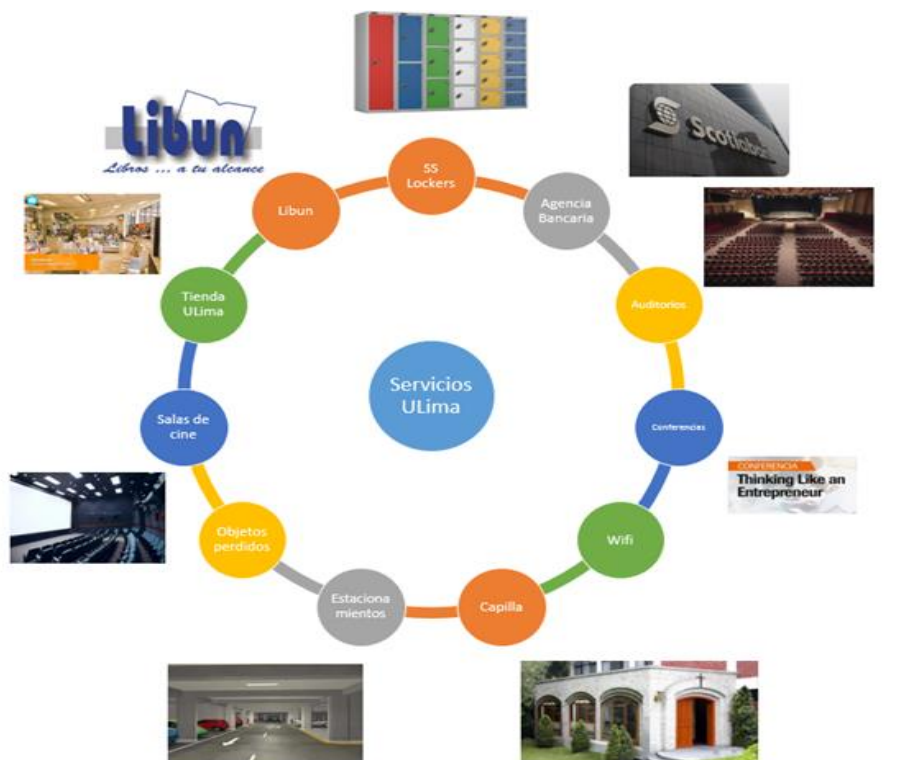 Libun
Libros ... a tu alcance
SS
Lockers
Scotiabank
Libun
Agencia
Bancaria
Tienda
ULima
Auditorios
Servicios
ULima
Salas de
cine
Conferencias
CONFERENCIA
Thinking Like an
Entrepreneur
Objetos
perdidos
Wifi
Estaciona
mientos
Capilla